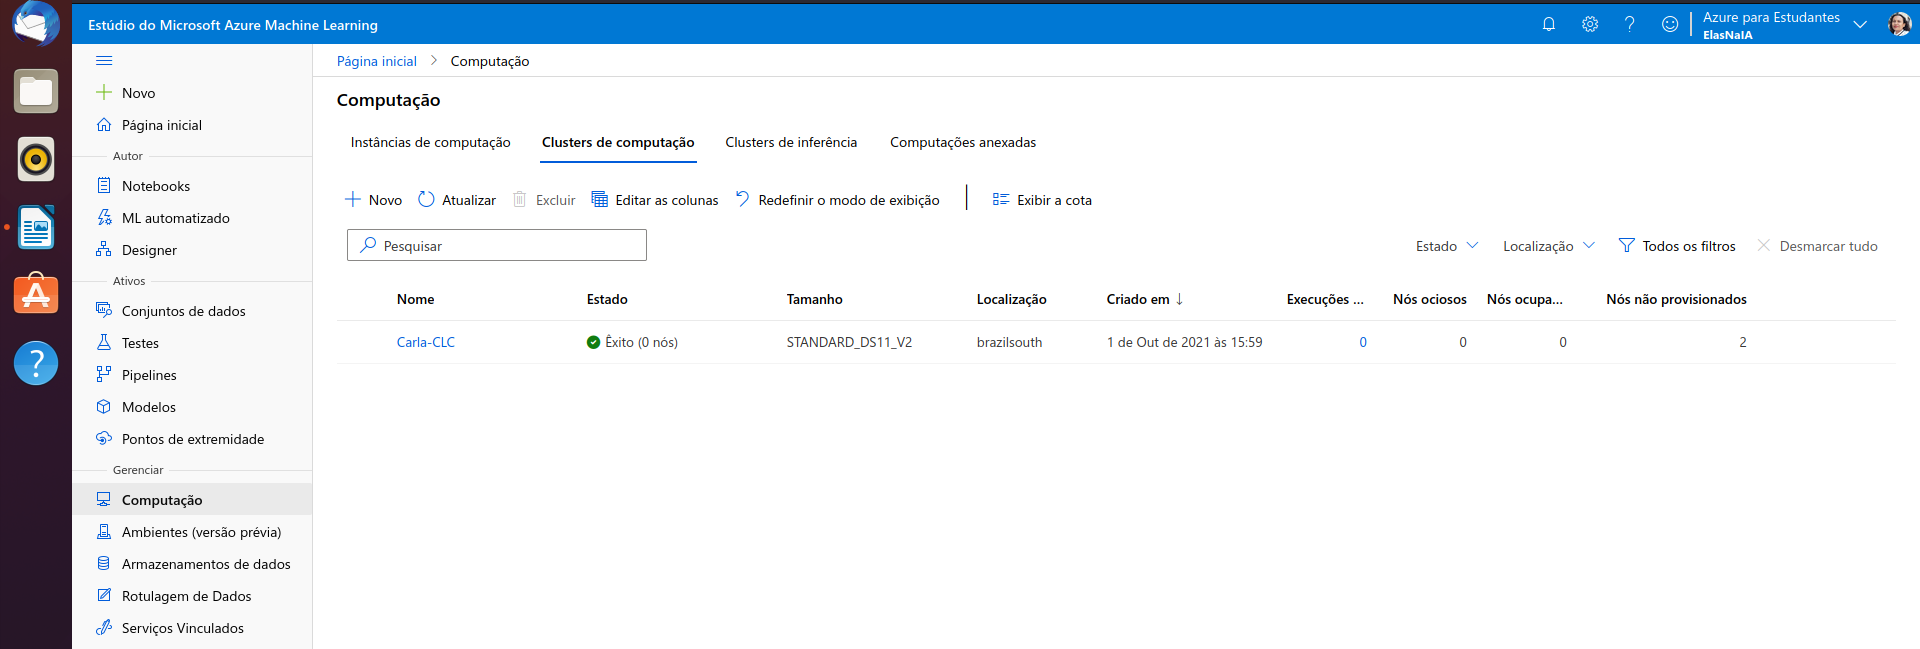 Estúdio do Microsoft Azure Machine Learning
Azure para Estudantes
ElasNaIA
Novo
Página inicial
Autor
Notebooks
ML automatizado
Designer
Ativos
Conjuntos de dados
Testes
Pipelines
Modelos
Pontos de extremidade
Gerenciar
Computação
Ambientes (versão prévia)
Armazenamentos de dados
Rotulagem de Dados
Serviços Vinculados
Página inicial > Computação
Computação
Instâncias de computação Clusters de computação Clusters de inferência Computações anexadas
Novo Atualizar Excluir Editar as colunas Redefinir o modo de exibição Exibir a cota
Pesquisar Estado Localização Todos os filtros Desmarcar tudo
Nome Estado Tamanho Localização Criado em ↓ Execuções ... Nós ociosos Nós ocupa... Nós não provisionados
Carla-CLC Êxito (0 nós) STANDARD_DS11_V2 brazilsouth 1 de Out de 2021 às 15:59 0 0 0 2